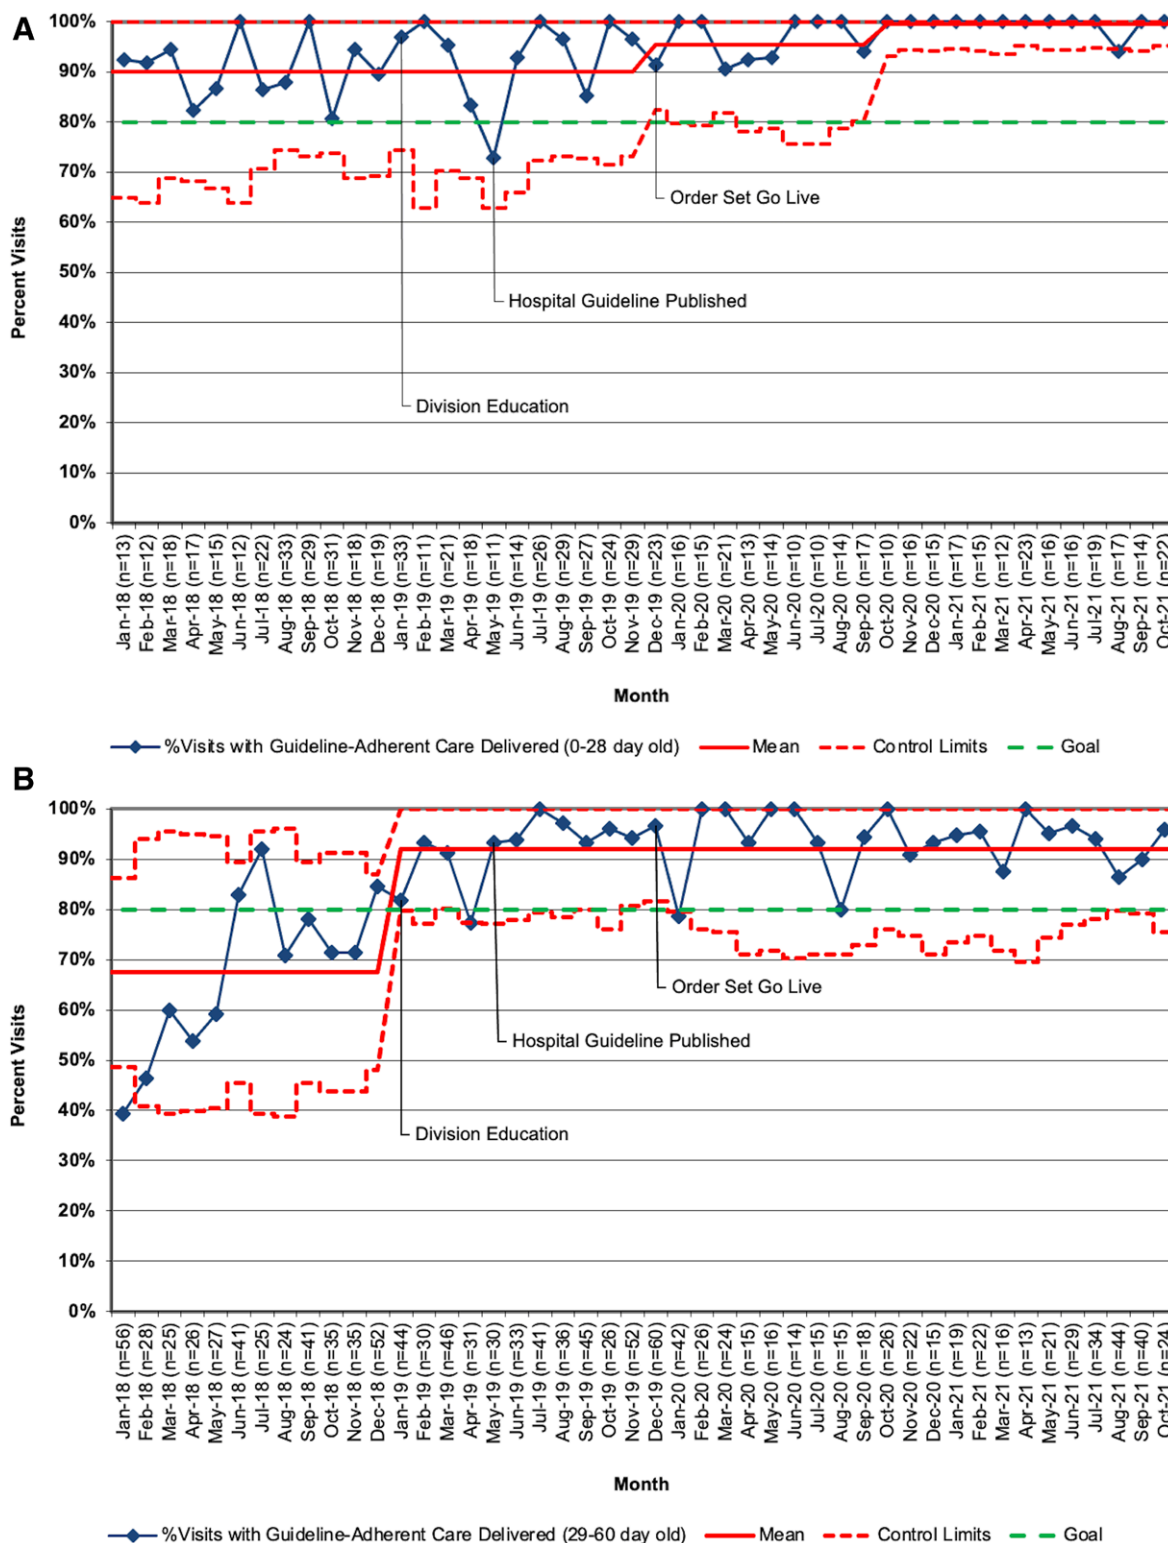 A
100%
90%
80%
70%
60%
50%
40%
30%
20%
10%
0%
Percent Visits
Order Set Go Live
Hospital Guideline Published
Division Education
Jan-18 (n=13)
Feb-18 (n=12)
Mar-18 (n=18)
Apr-18 (n=17)
May-18 (n=15)
Jun-18 (n=12)
Jul-18 (n=22)
Aug-18 (n=33)
Sep-18 (n=29)
Oct-18 (n=31)
Nov-18 (n=18)
Dec-18 (n=19)
Jan-19 (n=33)
Feb-19 (n=11)
Mar-19 (n=21)
Apr-19 (n=18)
May-19 (n=11)
Jun-19 (n=14)
Jul-19 (n=26)
Aug-19 (n=29)
Sep-19 (n=27)
Oct-19 (n=24)
Nov-19 (n=29)
Dec-19 (n=23)
Jan-20 (n=16)
Feb-20 (n=15)
Mar-20 (n=21)
Apr-20 (n=13)
May-20 (n=14)
Jun-20 (n=10)
Jul-20 (n=10)
Aug-20 (n=14)
Sep-20 (n=17)
Oct-20 (n=10)
Nov-20 (n=16)
Dec-20 (n=15)
Jan-21 (n=17)
Feb-21 (n=15)
Mar-21 (n=12)
Apr-21 (n=23)
May-21 (n=16)
Jun-21 (n=16)
Jul-21 (n=19)
Aug-21 (n=17)
Sep-21 (n=14)
Oct-21 (n=22)
Month
%Visits with Guideline-Adherent Care Delivered (0-28 day old) Mean Control Limits Goal
B
100%
90%
80%
70%
60%
50%
40%
30%
20%
10%
0%
Percent Visits
Order Set Go Live
Hospital Guideline Published
Division Education
Jan-18 (n=56)
Feb-18 (n=28)
Mar-18 (n=25)
Apr-18 (n=26)
May-18 (n=27)
Jun-18 (n=41)
Jul-18 (n=25)
Aug-18 (n=24)
Sep-18 (n=41)
Oct-18 (n=35)
Nov-18 (n=35)
Dec-18 (n=52)
Jan-19 (n=44)
Feb-19 (n=30)
Mar-19 (n=46)
Apr-19 (n=31)
May-19 (n=30)
Jun-19 (n=33)
Jul-19 (n=41)
Aug-19 (n=36)
Sep-19 (n=45)
Oct-19 (n=26)
Nov-19 (n=52)
Dec-19 (n=60)
Jan-20 (n=42)
Feb-20 (n=26)
Mar-20 (n=24)
Apr-20 (n=15)
May-20 (n=16)
Jun-20 (n=14)
Jul-20 (n=15)
Aug-20 (n=15)
Sep-20 (n=18)
Oct-20 (n=26)
Nov-20 (n=22)
Dec-20 (n=15)
Jan-21 (n=19)
Feb-21 (n=22)
Mar-21 (n=16)
Apr-21 (n=13)
May-21 (n=21)
Jun-21 (n=29)
Jul-21 (n=34)
Aug-21 (n=44)
Sep-21 (n=40)
Oct-21 (n=24)
Month
%Visits with Guideline-Adherent Care Delivered (29-60 day old) Mean Control Limits Goal